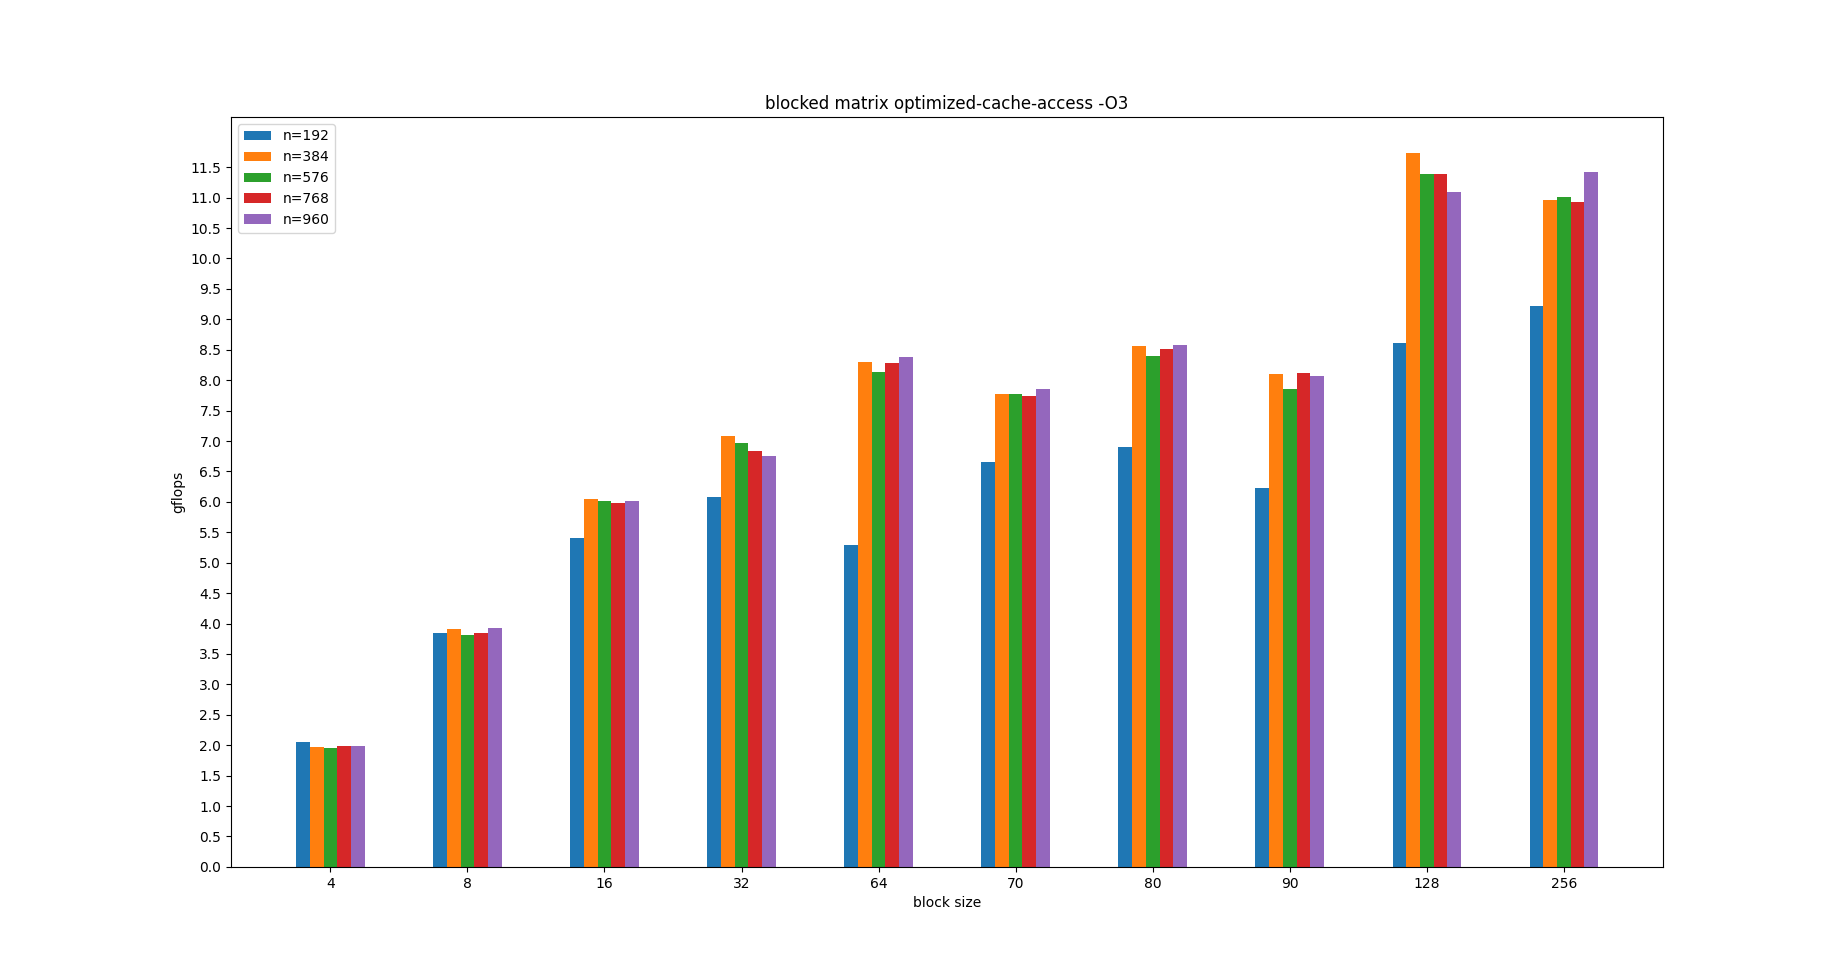 blocked matrix optimized-cache-access -O3
n=192
n=384
n=576
n=768
n=960
11.5
11.0
10.5
10.0
9.5
9.0
8.5
8.0
7.5
7.0
6.5
6.0
5.5
5.0
4.5
4.0
3.5
3.0
2.5
2.0
1.5
1.0
0.5
0.0
gflops
4 8 16 32 64 70 80 90 128 256
block size